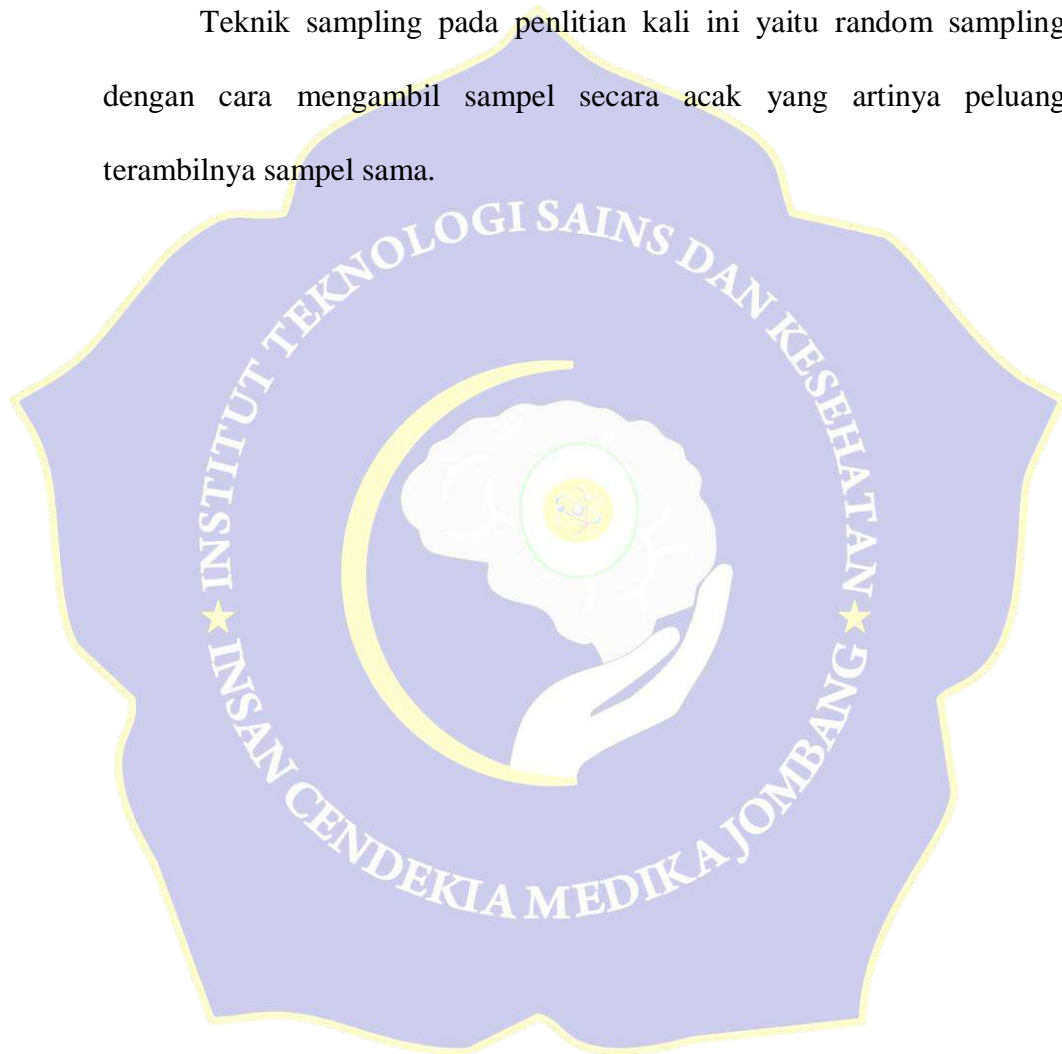 Teknik sampling pada penlitian kali ini yaitu random sampling
dengan cara mengambil sampel secara acak yang artinya peluang
terambilnya sampel sama.
INSTITUT TEKNOLOGI SAINS DAN KESEHATAN
INSAN CENDEKIA MEDIKA JOMBANG